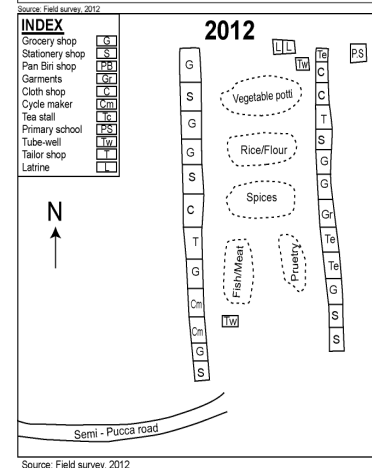 Source: Field survey, 2012
INDEX
Grocery shop G
Stationery shop S
Pan Biri shop PB
Garments Gr
Cloth shop C
Cycle maker Cm
Tea stall Tc
Primary school PS
Tube-well Tw
Tailor shop T
Latrine L
2012
L L
Tw
P.S
G
S
G
G
S
C
T
G
Cm
Cm
G
S
Vegetable potti
Rice/Flour
Spices
Fish/Meat
Pruetry
Tw
Te
C
C
T
S
G
G
Gr
Te
Te
G
S
S
N
Semi - Pucca road
Source: Field survey, 2012